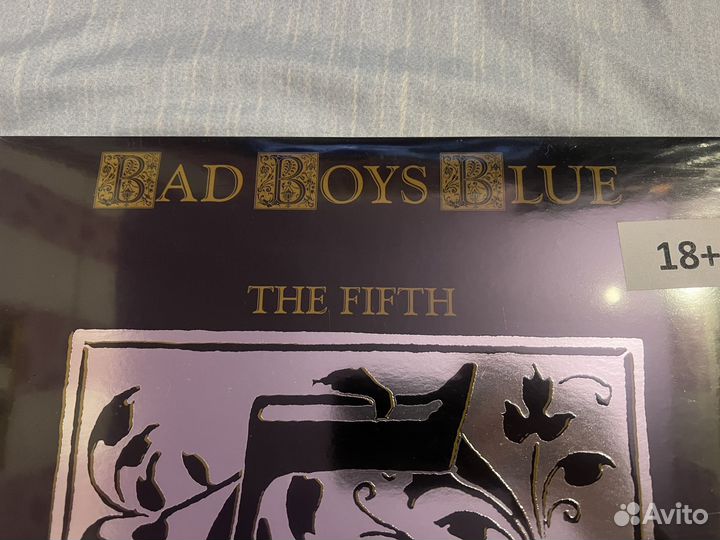 BAD BOYS BLUE
18+
THE FIFTH
Avito